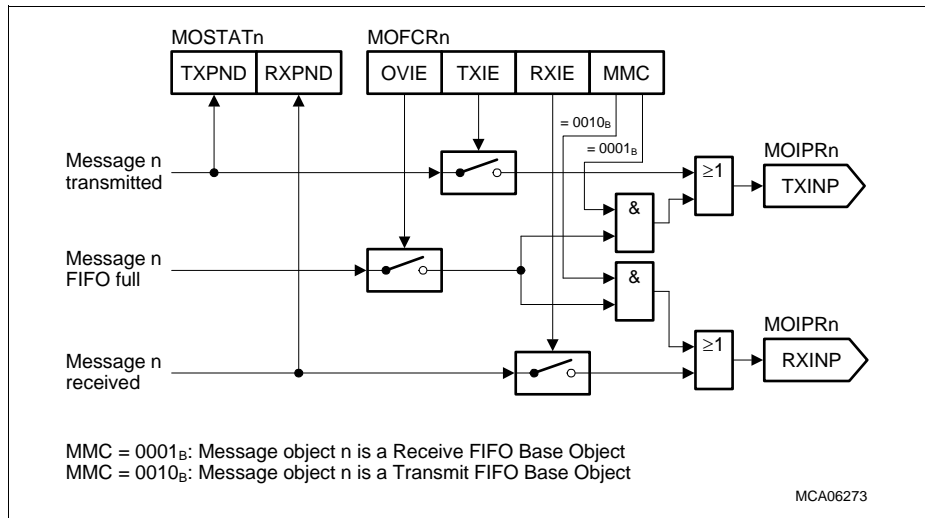 MOSTATn
MOFCRn
TXPND RXPND
OVIE TXIE RXIE MMC
= 0010B
= 0001B
Message n
transmitted
≥1
MOIPRn
TXINP
&
Message n
FIFO full
&
MOIPRn
≥1
RXINP
Message n
received
MMC = 0001B: Message object n is a Receive FIFO Base Object
MMC = 0010B: Message object n is a Transmit FIFO Base Object
MCA06273